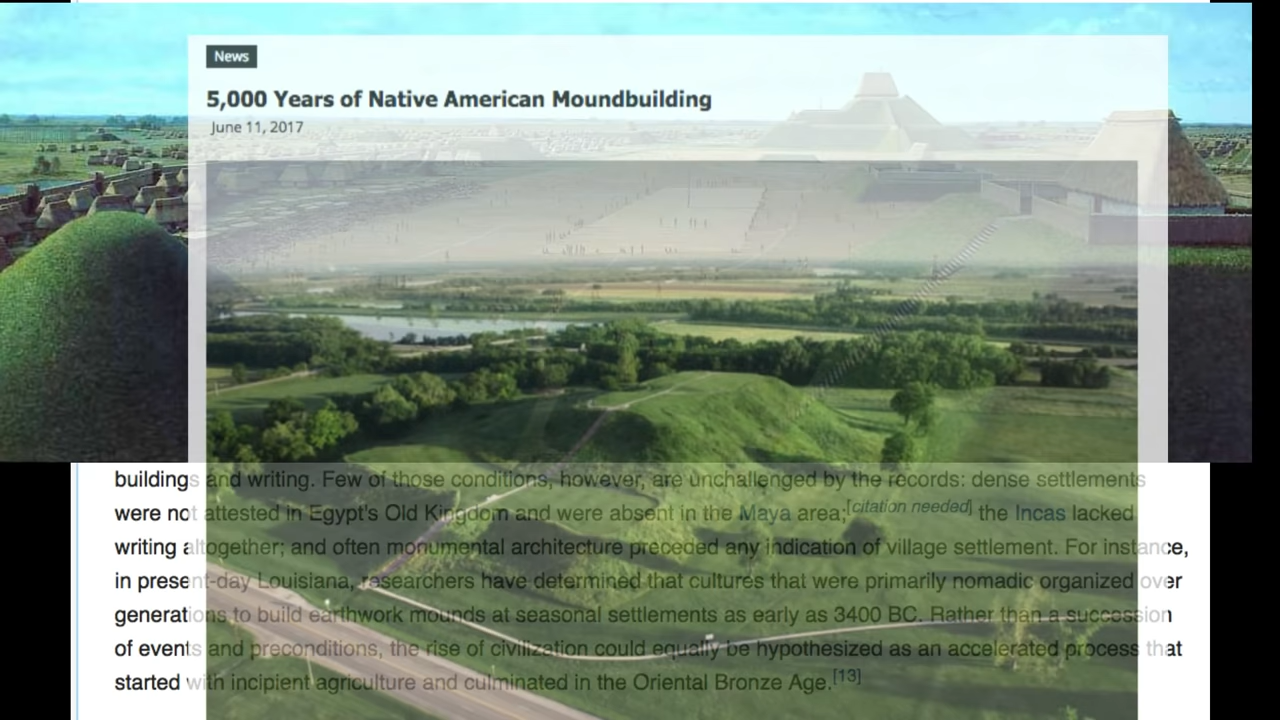 News
5,000 Years of Native American Moundbuilding
June 11, 2017
buildings and writing. Few of those conditions, however, are unchallenged by the records: dense settlements
were not attested in Egypt's Old Kingdom and were absent in the Maya area;[citation needed] the Incas lacked
writing altogether; and often monumental architecture preceded any indication of village settlement. For instance,
in present-day Louisiana, researchers have determined that cultures that were primarily nomadic organized over
generations to build earthwork mounds at seasonal settlements as early as 3400 BC. Rather than a succession
of events and preconditions, the rise of civilization could equally be hypothesized as an accelerated process that
started with incipient agriculture and culminated in the Oriental Bronze Age.[13]